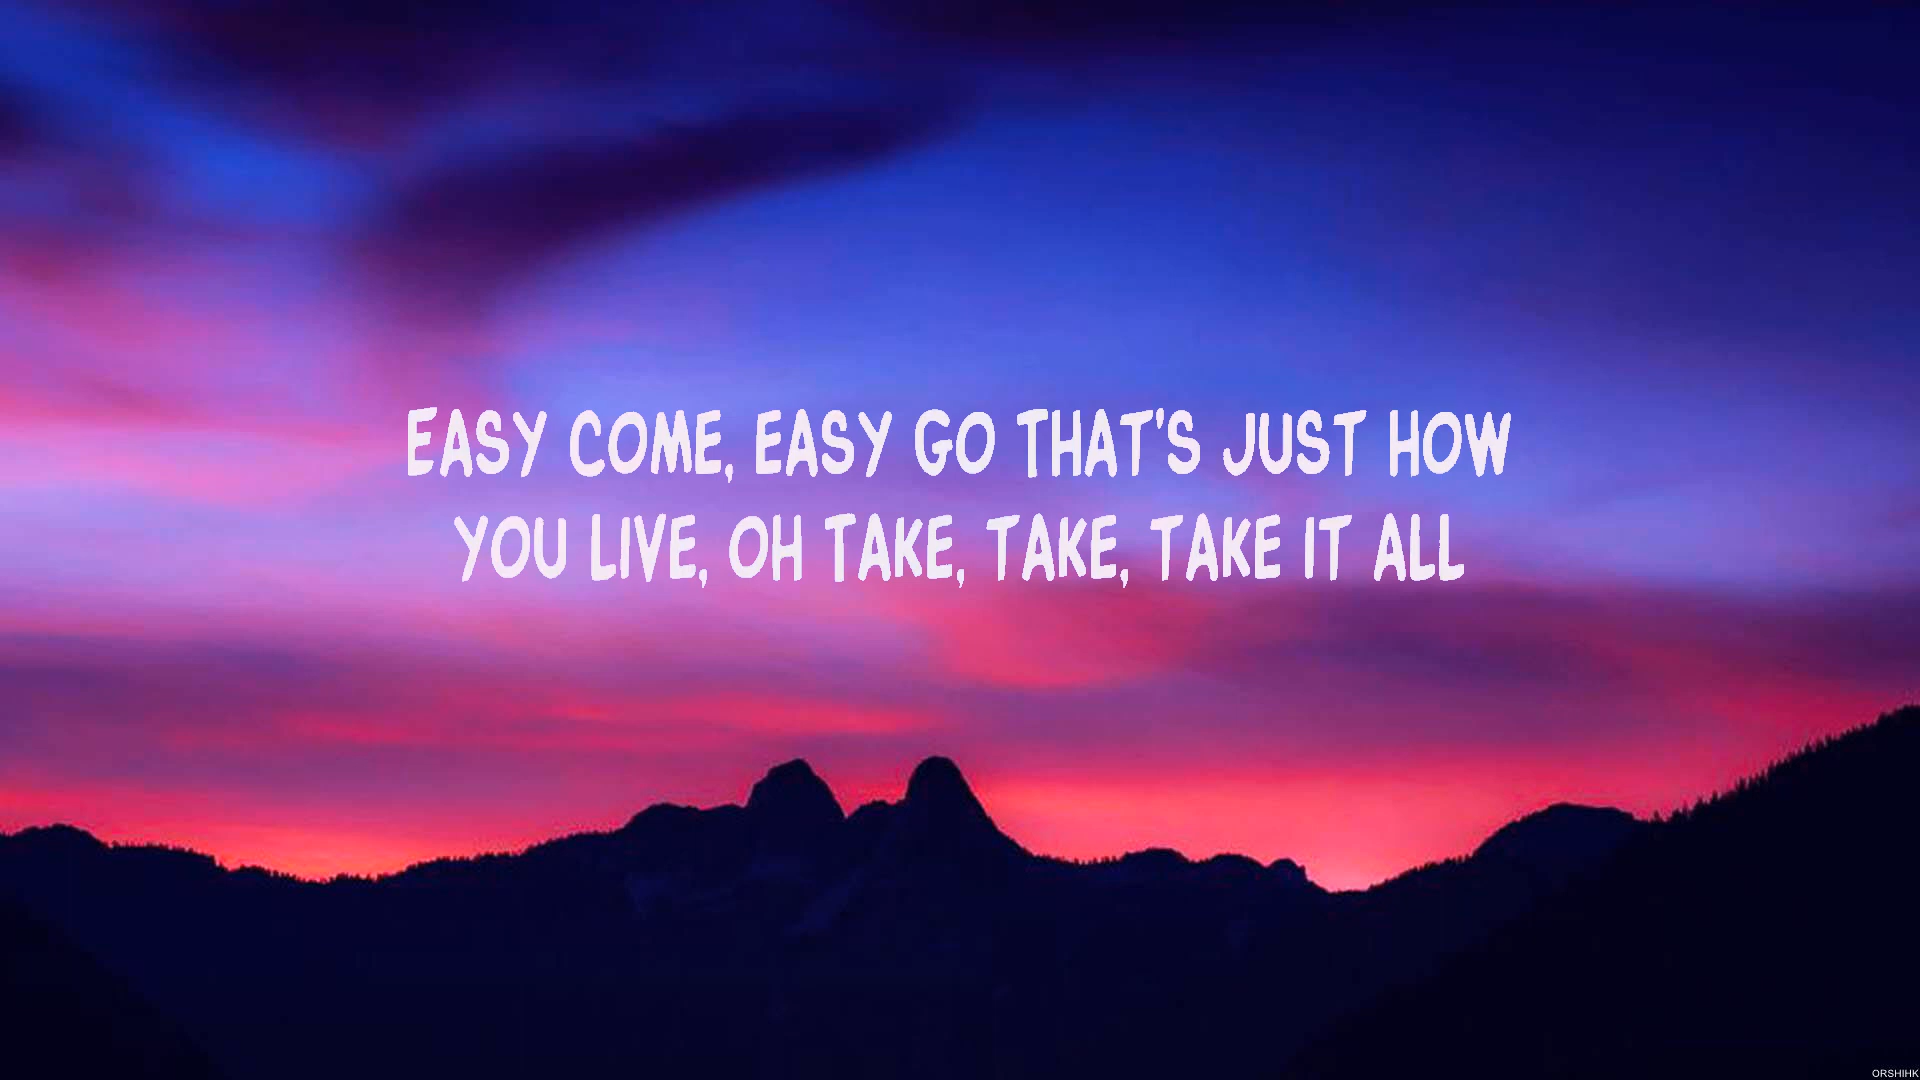 EASY COME, EASY GO THAT'S JUST HOW
YOU LIVE, OH TAKE, TAKE, TAKE IT ALL
ORSHIHK